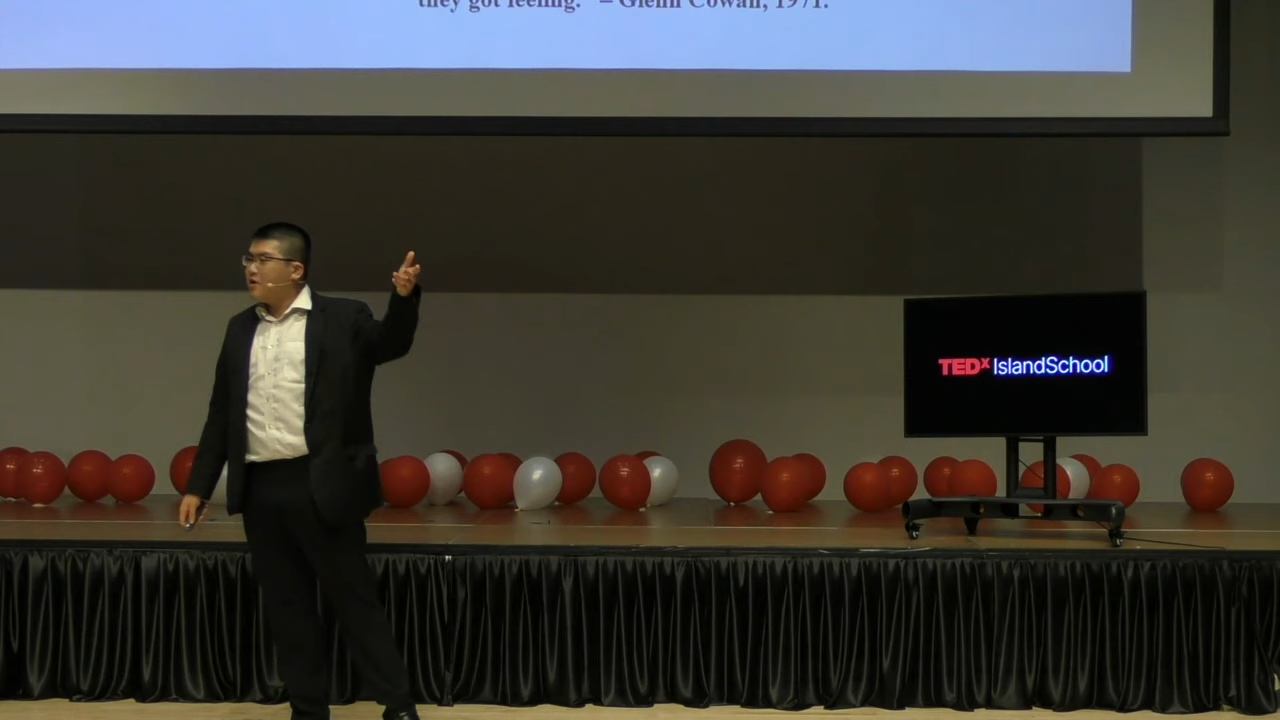 they got feeling." – Glenn Cowan, 1971.
TEDx IslandSchool